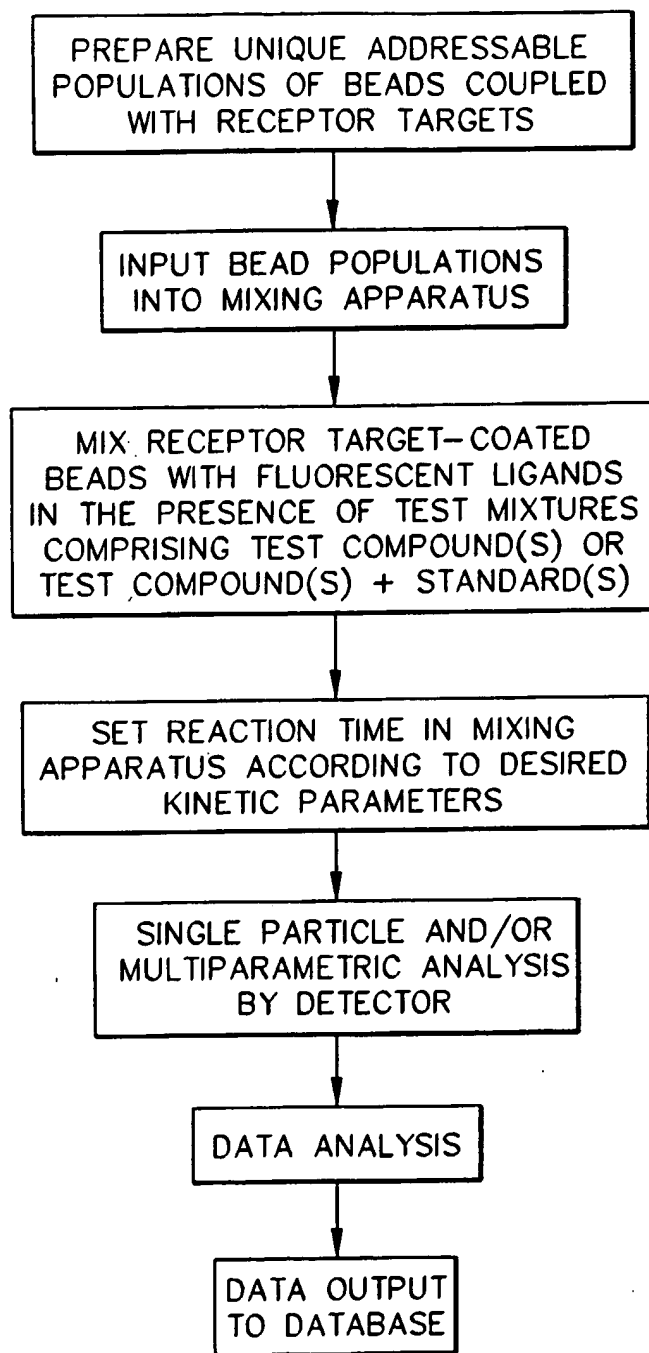 PREPARE UNIQUE ADDRESSABLE
POPULATIONS OF BEADS COUPLED
WITH RECEPTOR TARGETS
INPUT BEAD POPULATIONS
INTO MIXING APPARATUS
MIX RECEPTOR TARGET-COATED
BEADS WITH FLUORESCENT LIGANDS
IN THE PRESENCE OF TEST MIXTURES
COMPRISING TEST COMPOUND(S) OR
TEST COMPOUND(S) + STANDARD(S)
SET REACTION TIME IN MIXING
APPARATUS ACCORDING TO DESIRED
KINETIC PARAMETERS
SINGLE PARTICLE AND/OR
MULTIPARAMETRIC ANALYSIS
BY DETECTOR
DATA ANALYSIS
DATA OUTPUT
TO DATABASE